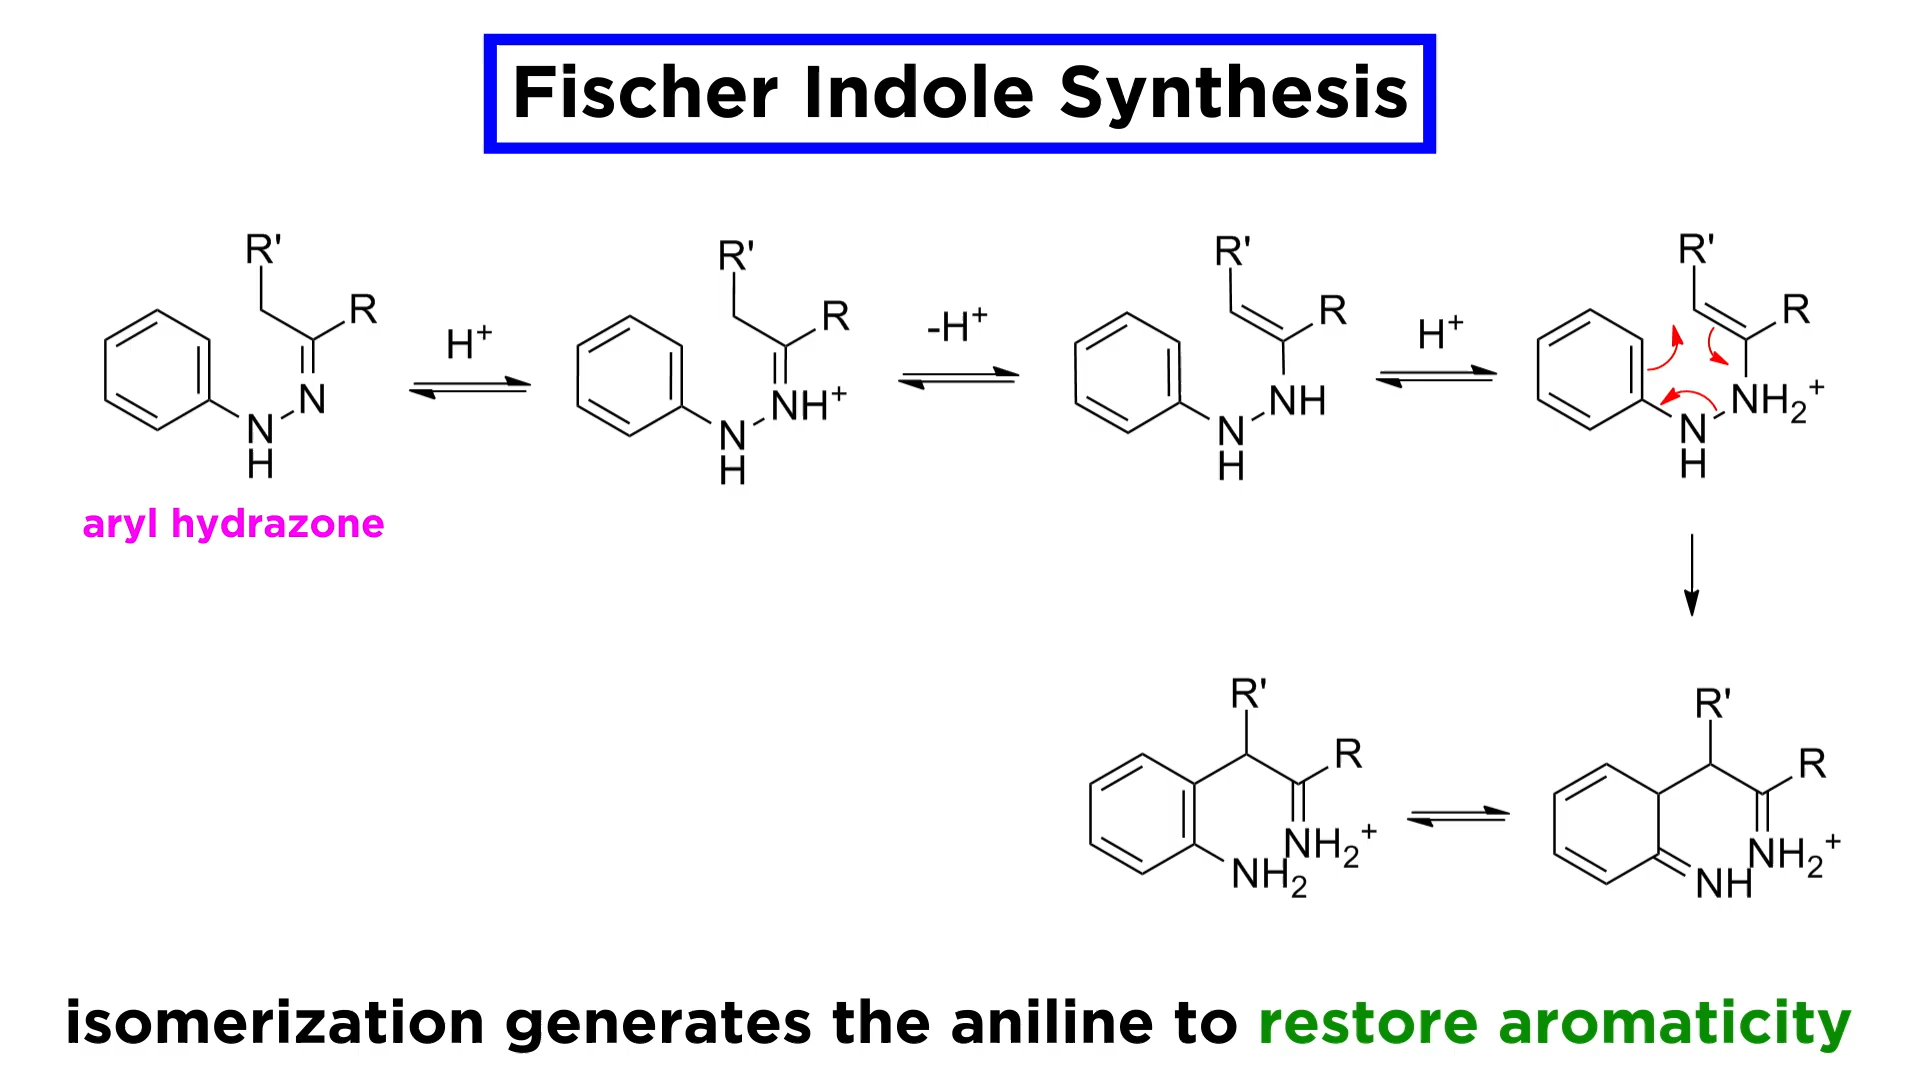 Fischer Indole Synthesis
R'
R
N
N
H
aryl hydrazone
H⁺
R'
R
NH⁺
N
H
-H⁺
R'
R
NH
N
H
H⁺
R'
R
NH₂⁺
N
H
R'
R
NH₂⁺
NH₂
R'
R
NH₂⁺
NH
isomerization generates the aniline to restore aromaticity